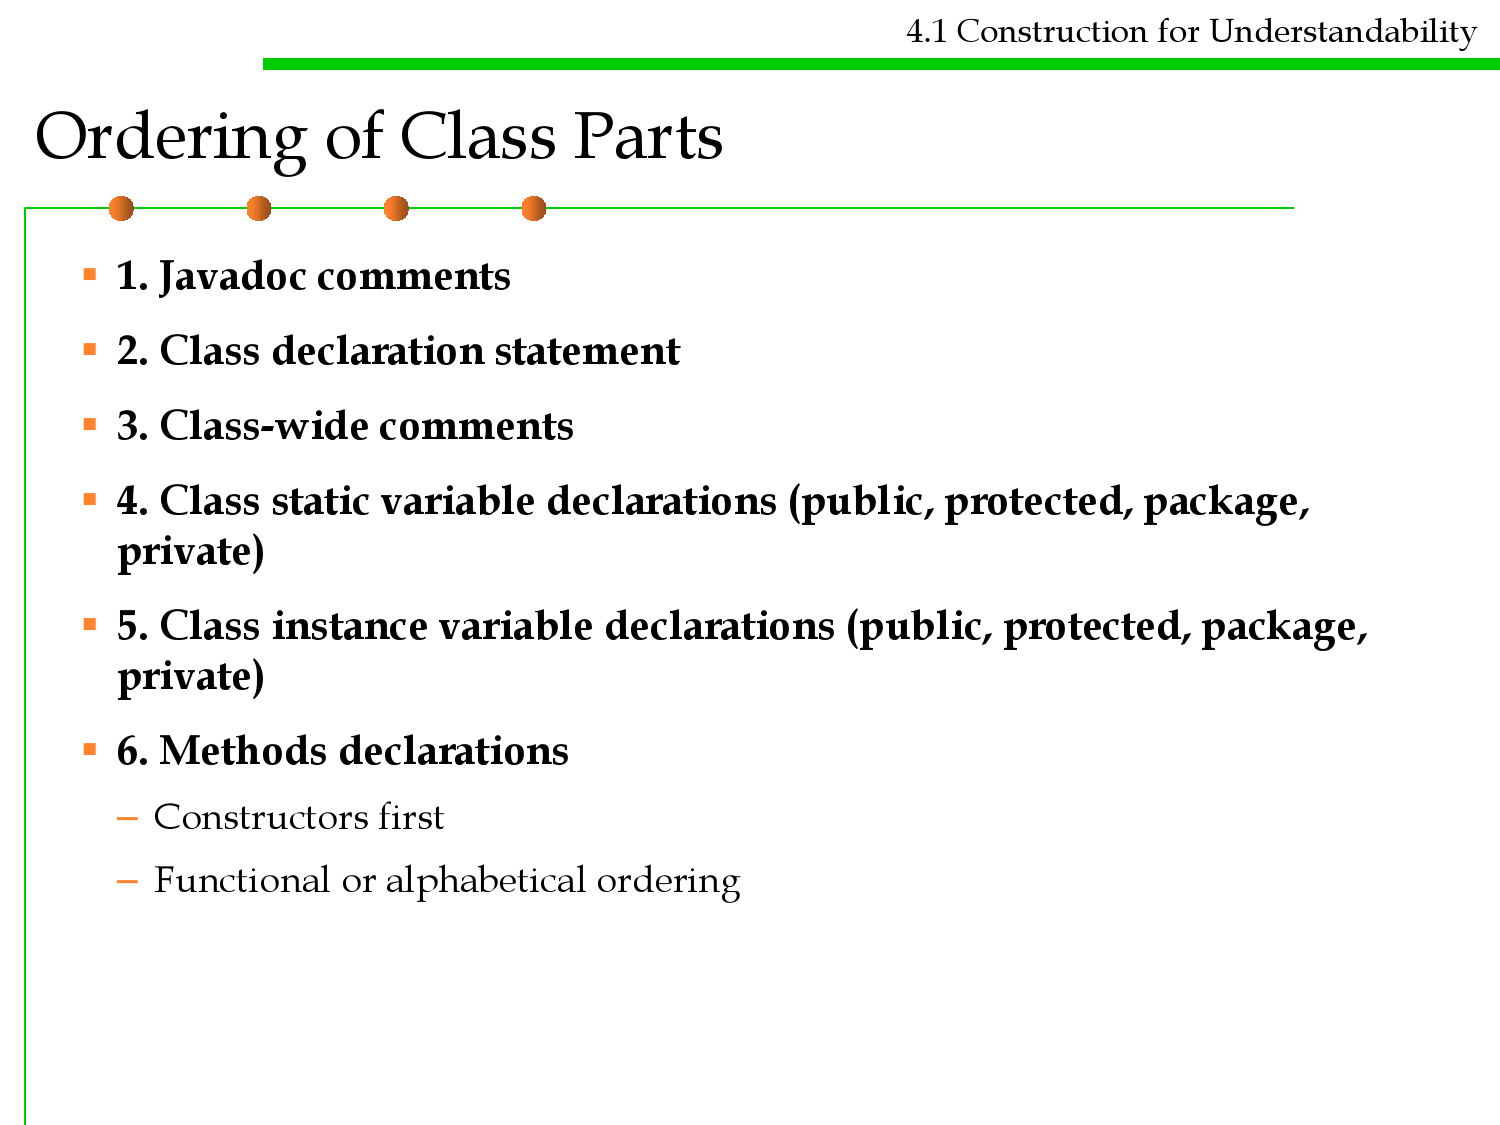 4.1 Construction for Understandability
Ordering of Class Parts
▪ 1. Javadoc comments
▪ 2. Class declaration statement
▪ 3. Class-wide comments
▪ 4. Class static variable declarations (public, protected, package,
private)
▪ 5. Class instance variable declarations (public, protected, package,
private)
▪ 6. Methods declarations
– Constructors first
– Functional or alphabetical ordering